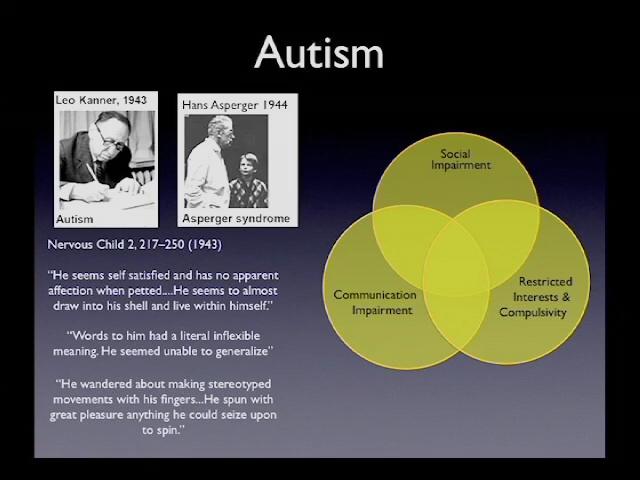 Autism
Leo Kanner, 1943
Autism
Hans Asperger 1944
Asperger syndrome
Nervous Child 2, 217–250 (1943)
“He seems self satisfied and has no apparent
affection when petted....He seems to almost
draw into his shell and live within himself.”
“Words to him had a literal inflexible
meaning. He seemed unable to generalize”
“He wandered about making stereotyped
movements with his fingers...He spun with
great pleasure anything he could seize upon
to spin.”
Social
Impairment
Communication
Impairment
Restricted
Interests &
Compulsivity